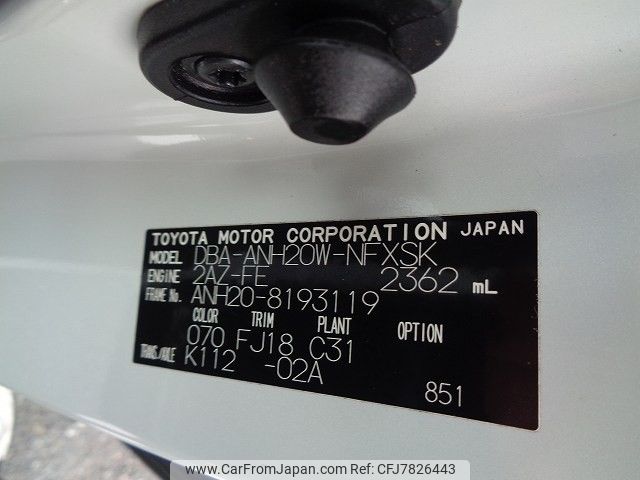 TOYOTA MOTOR CORPORATION JAPAN
MODEL DBA-ANH20W-NFXSK
ENGINE 2AZ-FE 2362 mL
FRAME No. ANH20-8193119
COLOR TRIM PLANT OPTION
070 FJ18 C31
TRANS./AXLE K112 -02A
851
www.CarFromJapan.com ID:CFJ7826443